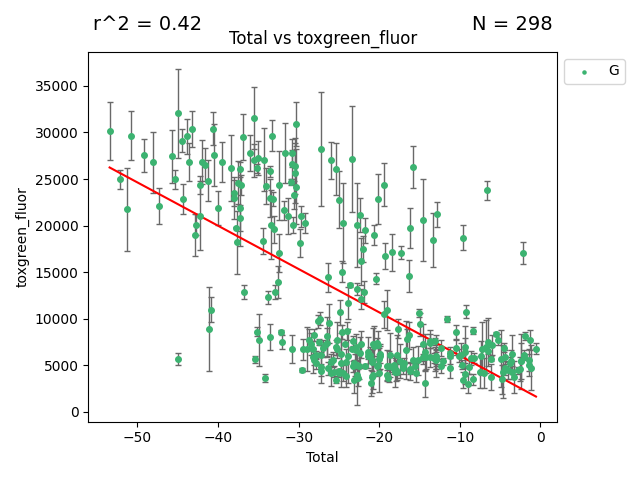 r^2 = 0.42 N = 298
Total vs toxgreen_fluor
35000
30000
25000
20000
15000
10000
5000
0
toxgreen_fluor
−50 −40 −30 −20 −10 0
Total
G